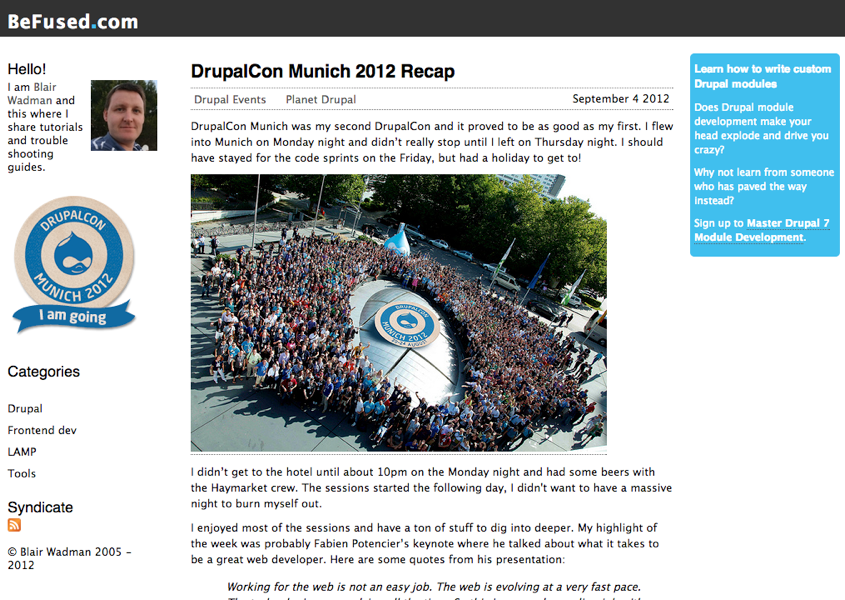 BeFused.com
Hello!
I am Blair
Wadman and
this where I
share tutorials
and trouble
shooting
guides.
DRUPALCON
MUNICH 2012
I am going
Categories
Drupal
Frontend dev
LAMP
Tools
Syndicate
© Blair Wadman 2005 -
2012
DrupalCon Munich 2012 Recap
Drupal Events Planet Drupal September 4 2012
DrupalCon Munich was my second DrupalCon and it proved to be as good as my first. I flew
into Munich on Monday night and didn't really stop until I left on Thursday night. I should
have stayed for the code sprints on the Friday, but had a holiday to get to!
DRUPALCON
MUNICH 2012
I didn't get to the hotel until about 10pm on the Monday night and had some beers with
the Haymarket crew. The sessions started the following day, I didn't want to have a massive
night to burn myself out.
I enjoyed most of the sessions and have a ton of stuff to dig into deeper. My highlight of
the week was probably Fabien Potencier's keynote where he talked about what it takes to
be a great web developer. Here are some quotes from his presentation:
Working for the web is not an easy job. The web is evolving at a very fast pace.
Learn how to write custom
Drupal modules
Does Drupal module
development make your
head explode and drive you
crazy?
Why not learn from someone
who has paved the way
instead?
Sign up to Master Drupal 7
Module Development.